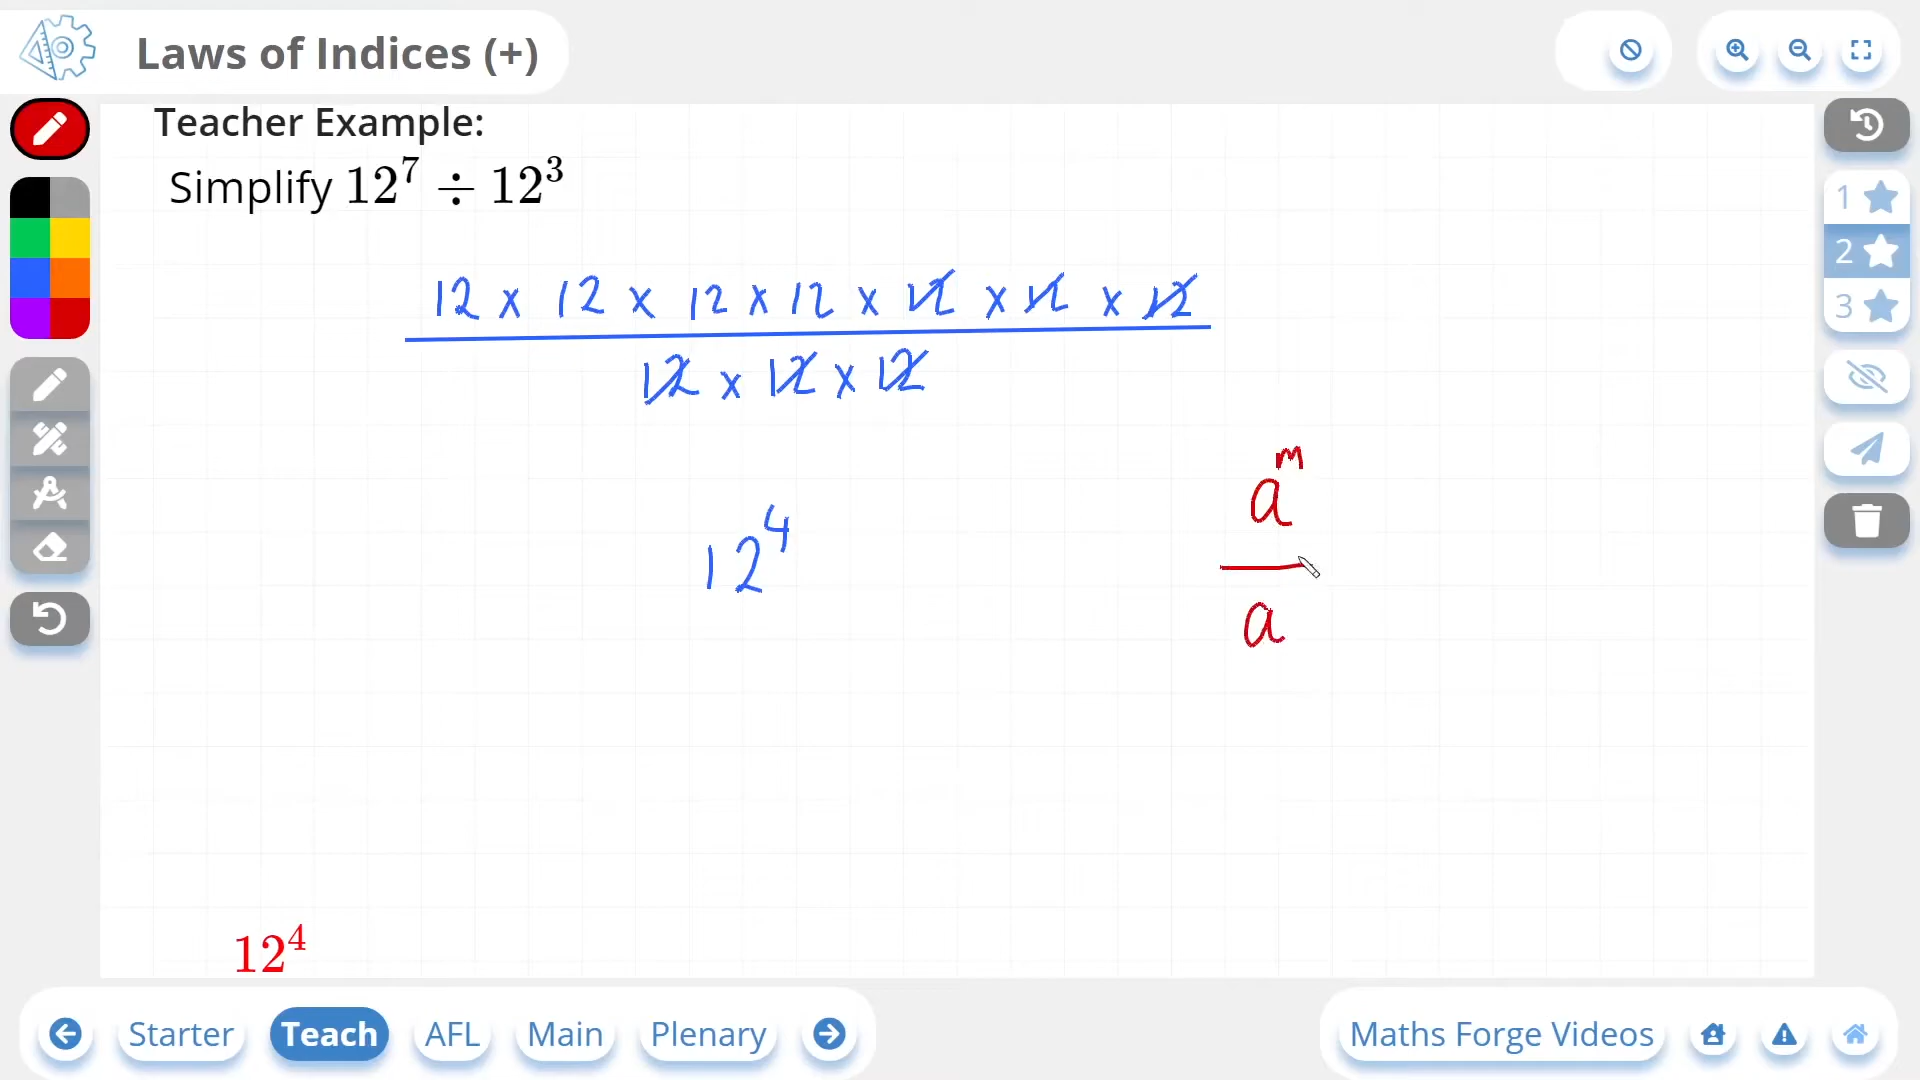 Laws of Indices (+)
Teacher Example:
Simplify 12⁷ ÷ 12³
12 x 12 x 12 x 12 x 12 x 12 x 12
12 x 12 x 12
12⁴
aᵐ
a
12⁴
1
2
3
Starter Teach AFL Main Plenary
Maths Forge Videos